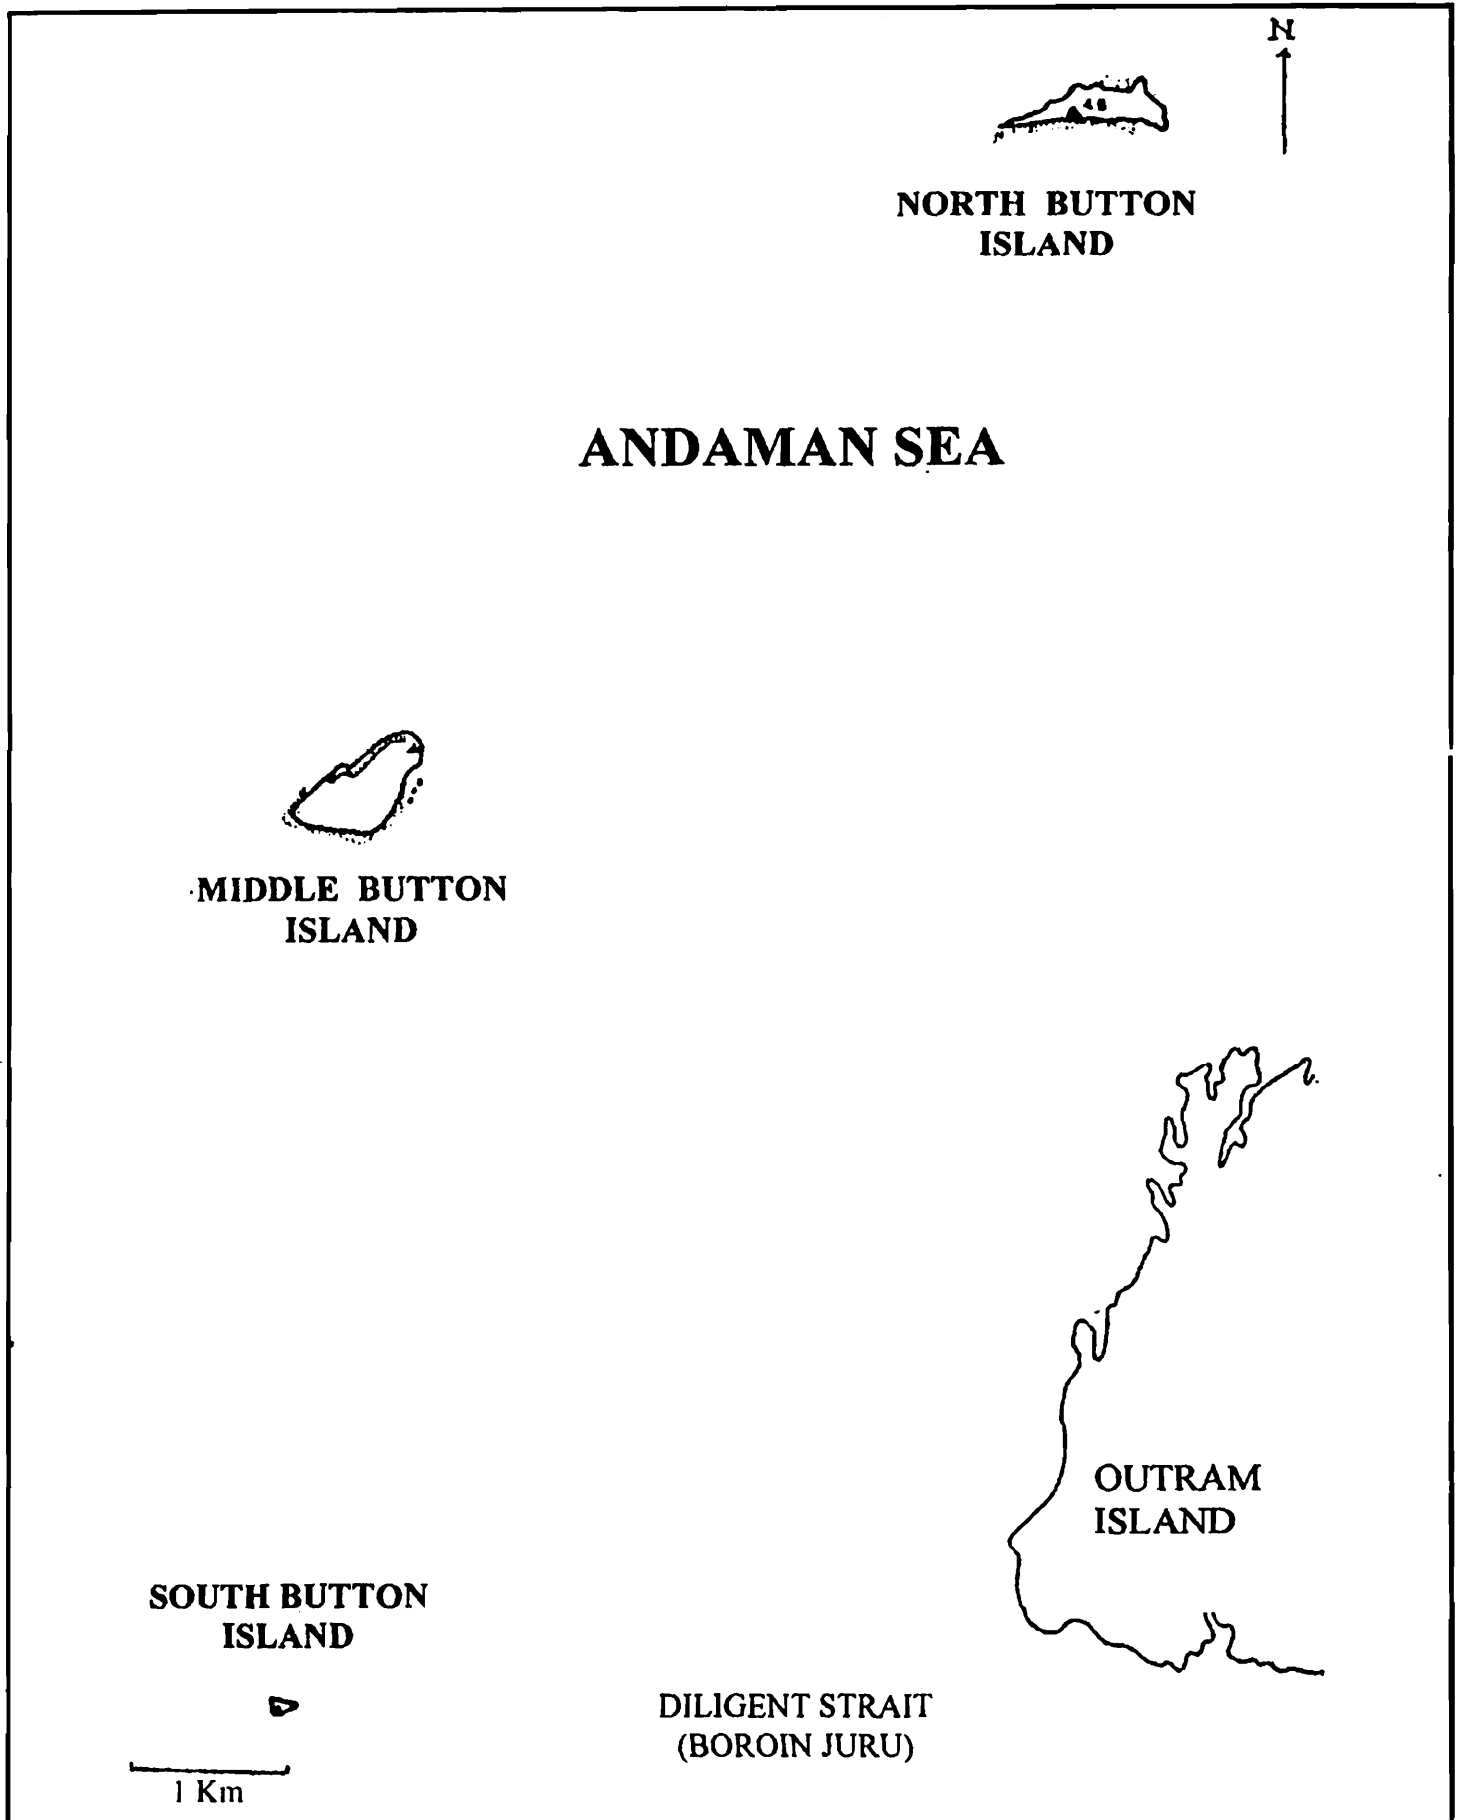 N
48
NORTH BUTTON
ISLAND
ANDAMAN SEA
MIDDLE BUTTON
ISLAND
OUTRAM
ISLAND
SOUTH BUTTON
ISLAND
DILIGENT STRAIT
(BOROIN JURU)
1 Km